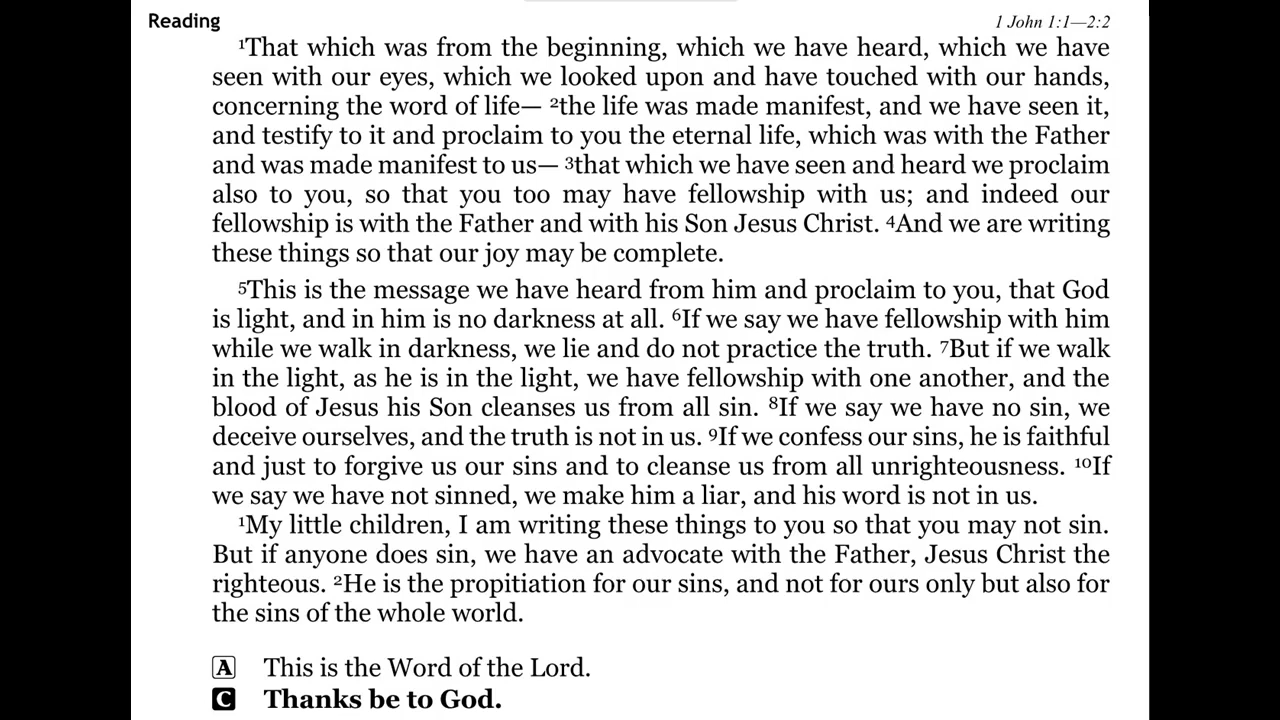 Reading 1 John 1:1—2:2
¹That which was from the beginning, which we have heard, which we have
seen with our eyes, which we looked upon and have touched with our hands,
concerning the word of life— ²the life was made manifest, and we have seen it,
and testify to it and proclaim to you the eternal life, which was with the Father
and was made manifest to us— ³that which we have seen and heard we proclaim
also to you, so that you too may have fellowship with us; and indeed our
fellowship is with the Father and with his Son Jesus Christ. ⁴And we are writing
these things so that our joy may be complete.
⁵This is the message we have heard from him and proclaim to you, that God
is light, and in him is no darkness at all. ⁶If we say we have fellowship with him
while we walk in darkness, we lie and do not practice the truth. ⁷But if we walk
in the light, as he is in the light, we have fellowship with one another, and the
blood of Jesus his Son cleanses us from all sin. ⁸If we say we have no sin, we
deceive ourselves, and the truth is not in us. ⁹If we confess our sins, he is faithful
and just to forgive us our sins and to cleanse us from all unrighteousness. ¹⁰If
we say we have not sinned, we make him a liar, and his word is not in us.
¹My little children, I am writing these things to you so that you may not sin.
But if anyone does sin, we have an advocate with the Father, Jesus Christ the
righteous. ²He is the propitiation for our sins, and not for ours only but also for
the sins of the whole world.
A This is the Word of the Lord.
C Thanks be to God.